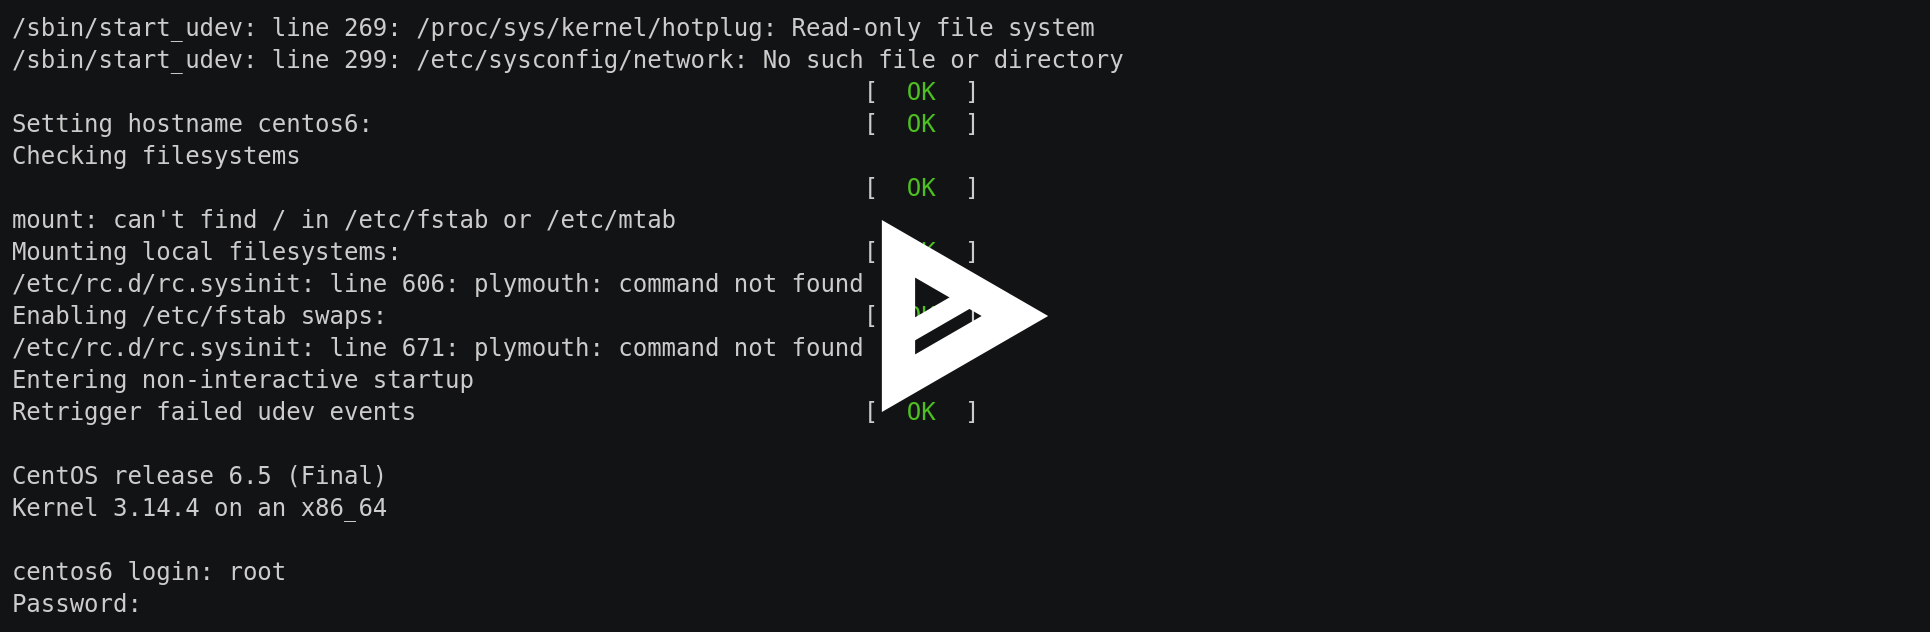 /sbin/start_udev: line 269: /proc/sys/kernel/hotplug: Read-only file system
/sbin/start_udev: line 299: /etc/sysconfig/network: No such file or directory
[  OK  ]
Setting hostname centos6:                                  [  OK  ]
Checking filesystems
[  OK  ]
mount: can't find / in /etc/fstab or /etc/mtab
Mounting local filesystems:                                [    ]
/etc/rc.d/rc.sysinit: line 606: plymouth: command not found
Enabling /etc/fstab swaps:                                 [    ]
/etc/rc.d/rc.sysinit: line 671: plymouth: command not found
Entering non-interactive startup
Retrigger failed udev events                               [  OK  ]
CentOS release 6.5 (Final)
Kernel 3.14.4 on an x86_64
centos6 login: root
Password: